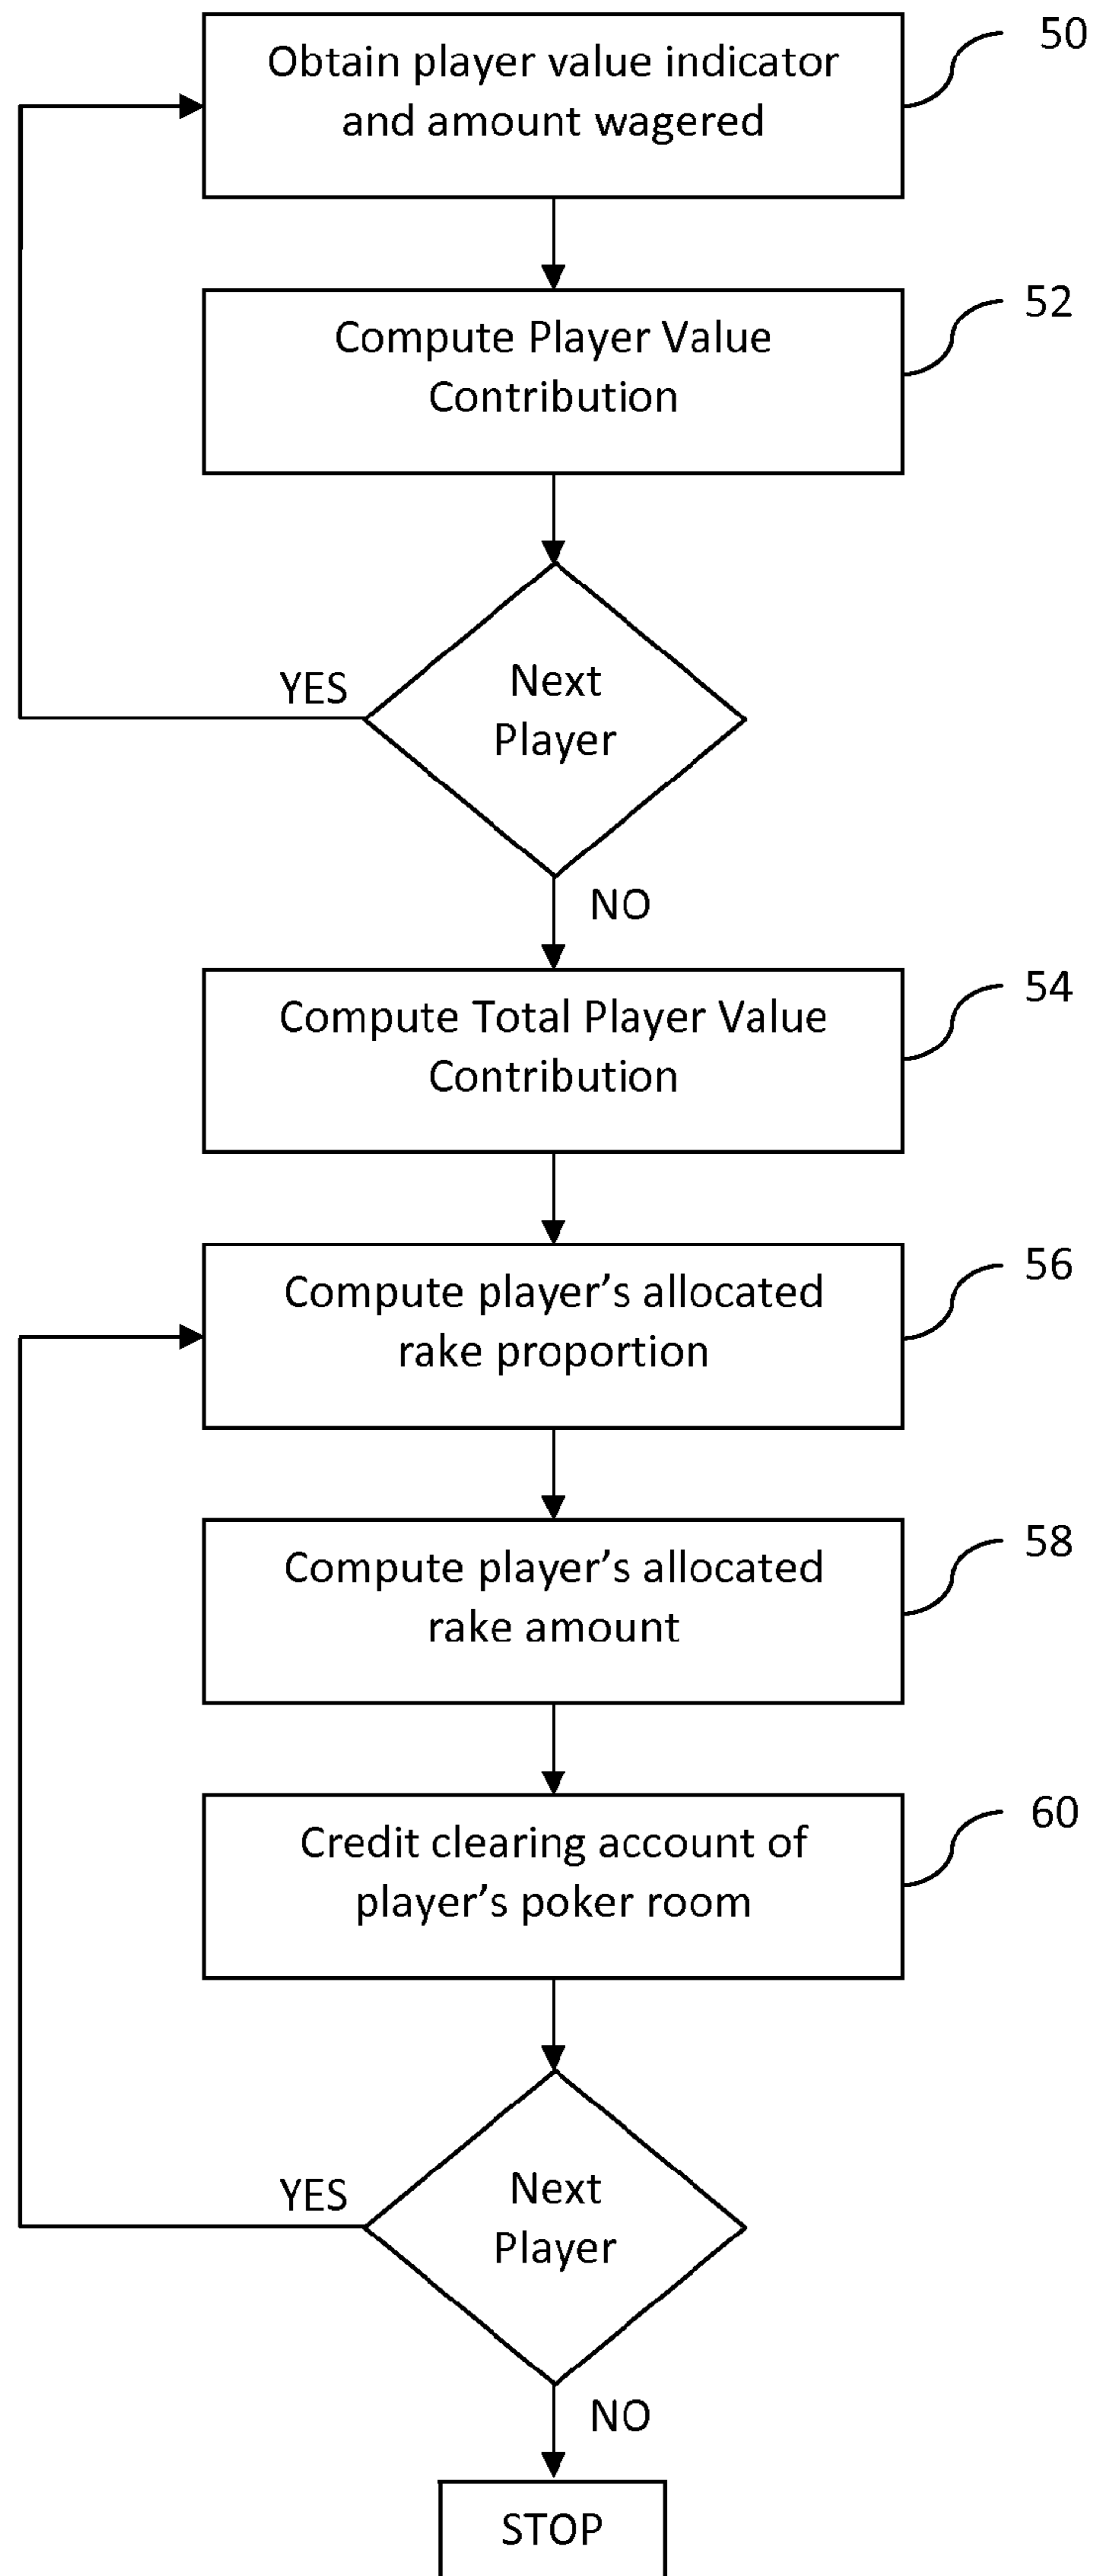 Obtain player value indicator
and amount wagered
50
Compute Player Value
Contribution
52
Next
Player
YES
NO
Compute Total Player Value
Contribution
54
Compute player’s allocated
rake proportion
56
Compute player’s allocated
rake amount
58
Credit clearing account of
player’s poker room
60
Next
Player
YES
NO
STOP